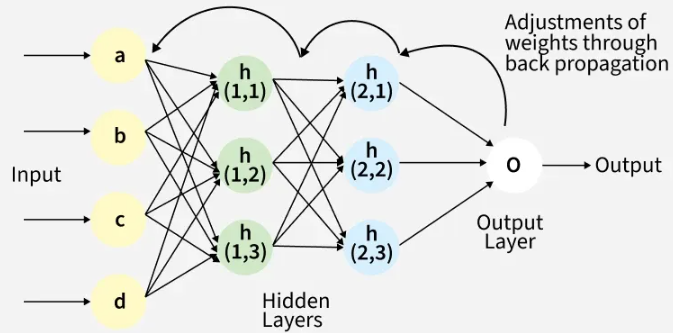 Adjustments of
weights through
back propagation
a
b
c
d
Input
h
(1,1)
h
(1,2)
h
(1,3)
h
(2,1)
h
(2,2)
h
(2,3)
Hidden
Layers
O
Output
Layer
Output